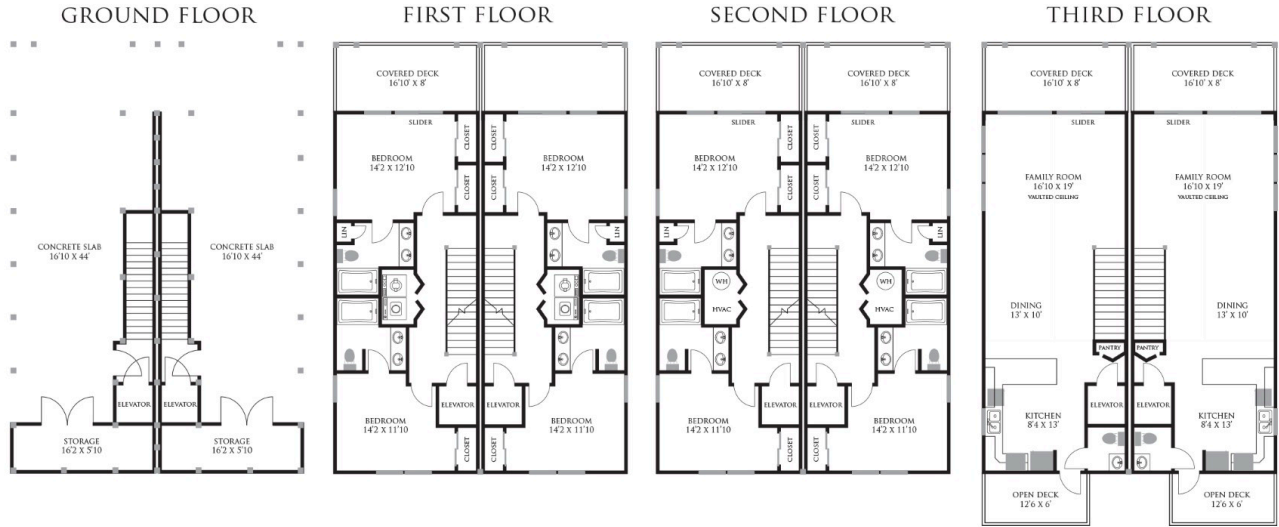 GROUND FLOOR
CONCRETE SLAB
16'10 X 44'
CONCRETE SLAB
16'10 X 44'
ELEVATOR
ELEVATOR
STORAGE
16'2 X 5'10
STORAGE
16'2 X 5'10
FIRST FLOOR
COVERED DECK
16'10' X 8'
SLIDER
CLOSET
CLOSET
BEDROOM
14'2 X 12'10
BEDROOM
14'2 X 12'10
CLOSET
CLOSET
LIN
LIN
ELEVATOR
ELEVATOR
BEDROOM
14'2 X 11'10
BEDROOM
14'2 X 11'10
CLOSET
CLOSET
SECOND FLOOR
COVERED DECK
16'10' X 8'
COVERED DECK
16'10' X 8'
SLIDER
SLIDER
CLOSET
CLOSET
BEDROOM
14'2 X 12'10
BEDROOM
14'2 X 12'10
CLOSET
CLOSET
LIN
LIN
WH
WH
HVAC
HVAC
ELEVATOR
ELEVATOR
BEDROOM
14'2 X 11'10
BEDROOM
14'2 X 11'10
CLOSET
CLOSET
THIRD FLOOR
COVERED DECK
16'10' X 8'
COVERED DECK
16'10' X 8'
SLIDER
SLIDER
FAMILY ROOM
16'10 X 19'
VAULTED CEILING
FAMILY ROOM
16'10 X 19'
VAULTED CEILING
DINING
13' X 10'
DINING
13' X 10'
PANTRY
PANTRY
ELEVATOR
ELEVATOR
KITCHEN
8'4 X 13'
KITCHEN
8'4 X 13'
OPEN DECK
12'6 X 6'
OPEN DECK
12'6 X 6'